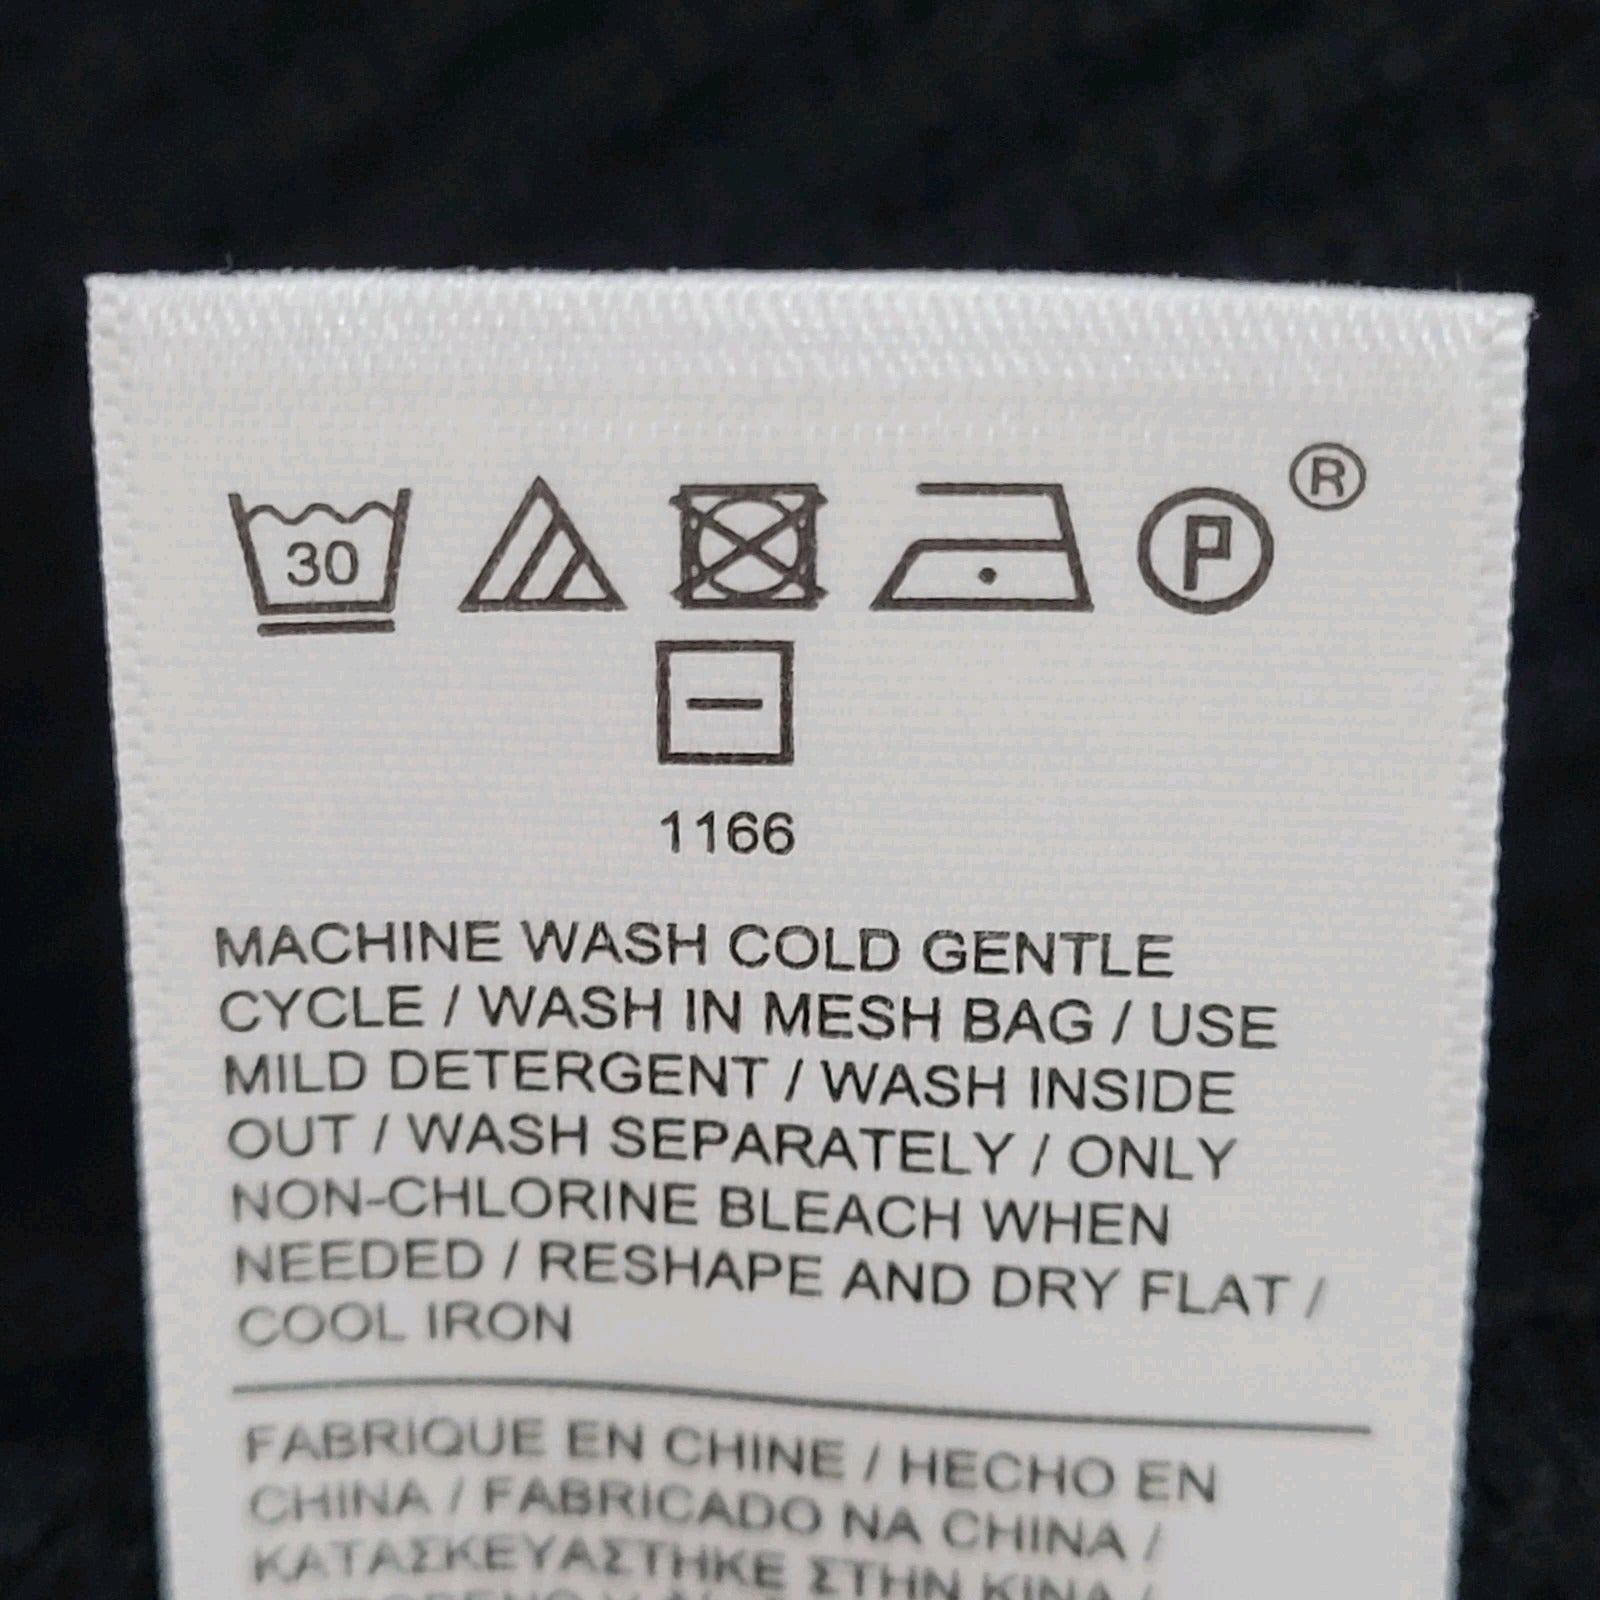 30
P
®
1166
MACHINE WASH COLD GENTLE
CYCLE / WASH IN MESH BAG / USE
MILD DETERGENT / WASH INSIDE
OUT / WASH SEPARATELY / ONLY
NON-CHLORINE BLEACH WHEN
NEEDED / RESHAPE AND DRY FLAT /
COOL IRON
FABRIQUE EN CHINE / HECHO EN
CHINA / FABRICADO NA CHINA /
ΚΑΤΑΣΚΕΥΑΣΤΗΚΕ ΣΤΗΝ ΚΙΝΑ /